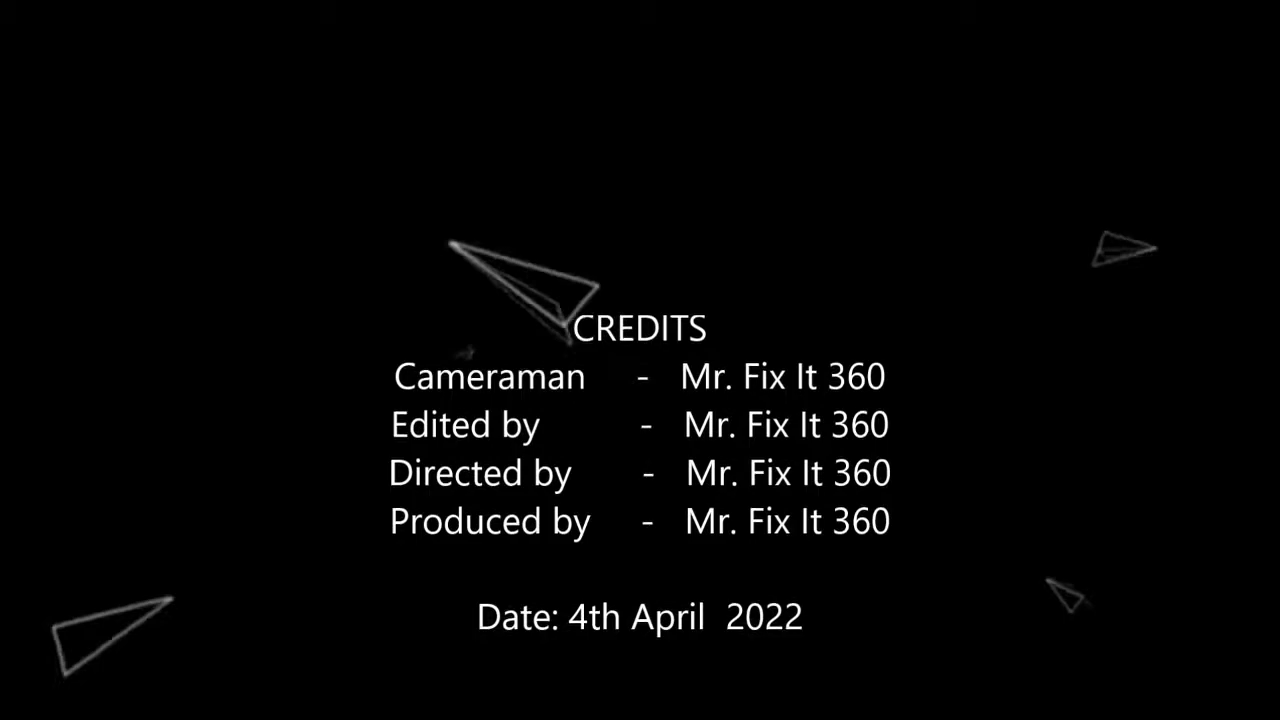 CREDITS
Cameraman - Mr. Fix It 360
Edited by - Mr. Fix It 360
Directed by - Mr. Fix It 360
Produced by - Mr. Fix It 360
Date: 4th April 2022